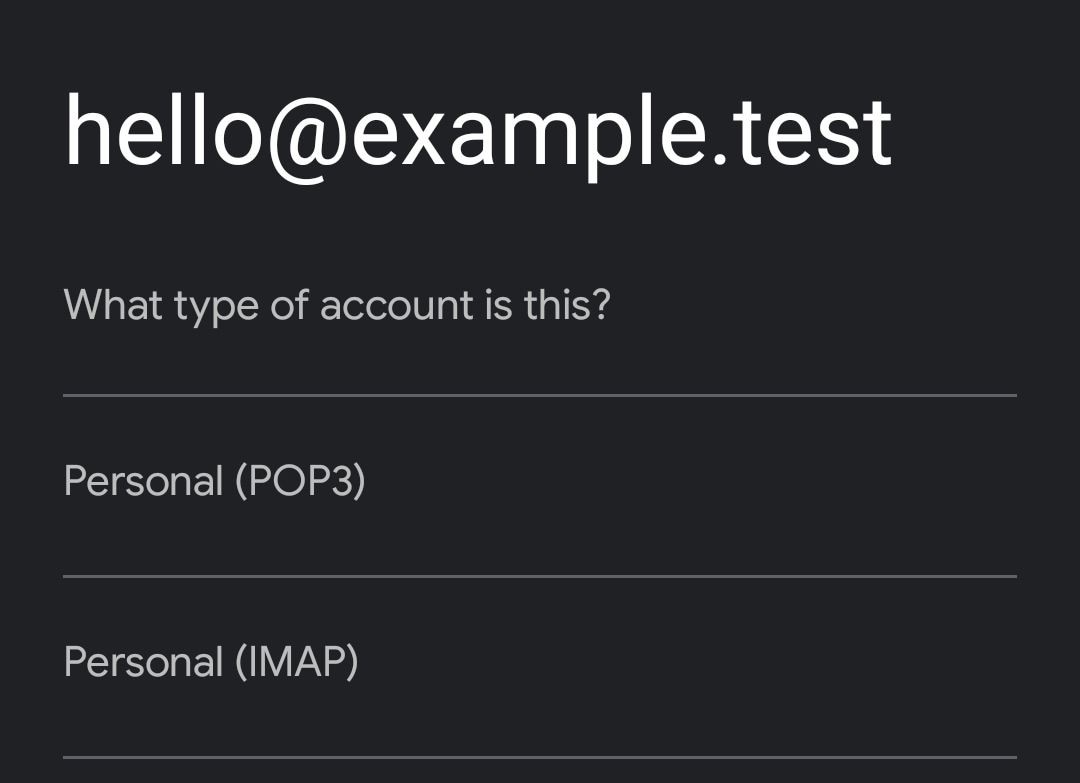 hello@example.test
What type of account is this?
Personal (POP3)
Personal (IMAP)